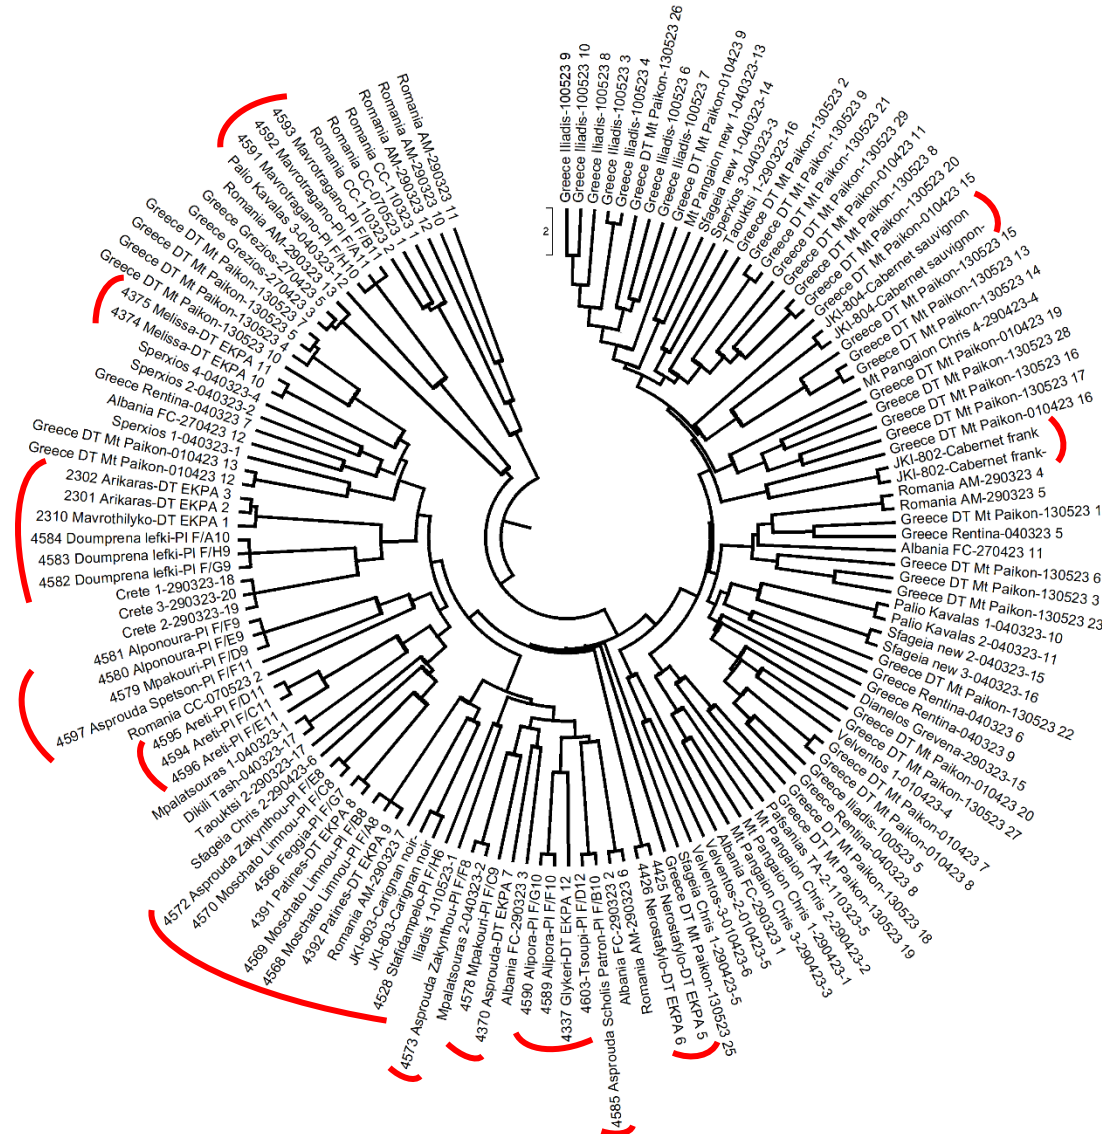 Greece Iliadis-100523 9
Greece Iliadis-100523 10
Greece Iliadis-100523 8
Greece Iliadis-100523 3
Greece Iliadis-100523 4
Greece DT Mt Paikon-130523 26
Greece Iliadis-100523 6
Greece Iliadis-100523 7
Greece DT Mt Paikon-010423 9
Mt Pangaion new 1-040323-13
Sfageia new 1-040323-14
Sperxios 3-040323-3
Taouktsi 1-290323-16
Greece DT Mt Paikon-130523 2
Greece DT Mt Paikon-130523 9
Greece DT Mt Paikon-130523 21
Greece DT Mt Paikon-130523 29
Greece DT Mt Paikon-010423 11
Greece DT Mt Paikon-130523 8
Greece DT Mt Paikon-130523 20
Greece DT Mt Paikon-010423 15
JKI-804-Cabernet sauvignon
JKI-804-Cabernet sauvignon-
Greece DT Mt Paikon-130523 15
Greece DT Mt Paikon-130523 13
Greece DT Mt Paikon-130523 14
Mt Pangaion Chris 4-290423-4
Greece DT Mt Paikon-010423 19
Greece DT Mt Paikon-130523 28
Greece DT Mt Paikon-130523 16
Greece DT Mt Paikon-130523 17
Greece DT Mt Paikon-010423 16
JKI-802-Cabernet frank
JKI-802-Cabernet frank-
Romania AM-290323 4
Romania AM-290323 5
Greece DT Mt Paikon-130523 1
Greece Rentina-040323 5
Albania FC-270423 11
Greece DT Mt Paikon-130523 6
Greece DT Mt Paikon-130523 3
Greece DT Mt Paikon-130523 23
Palio Kavalas 1-040323-10
Palio Kavalas 2-040323-11
Sfageia new 2-040323-15
Sfageia new 3-040323-16
Greece DT Mt Paikon-130523 22
Greece Rentina-040323 6
Greece Rentina-040323 9
Dianelos Grevena-290323-15
Greece DT Mt Paikon-010423 20
Greece DT Mt Paikon-130523 27
Velventos 1-010423-4
Greece DT Mt Paikon-010423 7
Greece DT Mt Paikon-010423 8
Greece Iliadis-100523 5
Greece Rentina-040323 8
Greece DT Mt Paikon-130523 18
Greece DT Mt Paikon-130523 19
Pafsanias TA-2-110323-5
Mt Pangaion Chris 2-290423-2
Mt Pangaion Chris 1-290423-1
Mt Pangaion Chris 3-290423-3
Albania FC-290323 1
Velventos-2-010423-5
Velventos-3-010423-6
Sfageia Chris 1-290423-5
Greece DT Mt Paikon-130523 25
4425 Nerostafylo-DT EKPA 5
4426 Nerostafylo-DT EKPA 6
Romania AM-290323 6
Albania FC-290323 2
4585 Asprouda Scholis Patron-PI F/B10
4603-Tsoupi-PI F/D12
4337 Glykeri-DT EKPA 12
4589 Alipora-PI F/F10
4590 Alipora-PI F/G10
Albania FC-290323 3
4370 Asprouda-DT EKPA 7
4578 Mpakouri-PI F/C9
Mpalatsouras 2-040323-2
4573 Asprouda Zakynthou-PI F/F8
Iliadis 1-010523-1
4528 Stafidampelo-PI F/H6
JKI-803-Carignan noir
JKI-803-Carignan noir-
Romania AM-290323 7
4392 Patines-DT EKPA 9
4568 Moschato Limnou-PI F/A8
4569 Moschato Limnou-PI F/B8
4391 Patines-DT EKPA 8
4566 Feggia-PI F/G7
4570 Moschato Limnou-PI F/C8
4572 Asprouda Zakynthou-PI F/E8
Sfageia Chris 2-290423-6
Taouktsi 2-290323-17
Dikili Tash-040323-17
Mpalatsouras 1-040323-1
4596 Areti-PI F/E11
4594 Areti-PI F/C11
4595 Areti-PI F/D11
Romania CC-070523 2
4597 Asprouda Spetson-PI F/F11
4579 Mpakouri-PI F/D9
4580 Alponoura-PI F/E9
4581 Alponoura-PI F/F9
Crete 2-290323-19
Crete 3-290323-20
Crete 1-290323-18
4582 Doumprena lefki-PI F/G9
4583 Doumprena lefki-PI F/H9
4584 Doumprena lefki-PI F/A10
2310 Mavrothilyko-DT EKPA 1
2301 Arikaras-DT EKPA 2
2302 Arikaras-DT EKPA 3
Greece DT Mt Paikon-010423 12
Greece DT Mt Paikon-010423 13
Sperxios 1-040323-1
Albania FC-270423 12
Greece Rentina-040323 7
Sperxios 2-040323-2
Sperxios 4-040323-4
4374 Melissa-DT EKPA 10
4375 Melissa-DT EKPA 11
Greece DT Mt Paikon-130523 10
Greece DT Mt Paikon-130523 4
Greece DT Mt Paikon-130523 5
Greece DT Mt Paikon-130523 7
Greece Grezios-270423 3
Greece Grezios-270423 5
Romania AM-290323 13
Palio Kavalas 3-040323-12
4591 Mavrotragano-PI F/H10
4592 Mavrotragano-PI F/A11
4593 Mavrotragano-PI F/B11
Romania CC-070523 1
Romania CC-110323 2
Romania CC-110323 1
Romania AM-290323 12
Romania AM-290323 10
Romania AM-290323 11
2